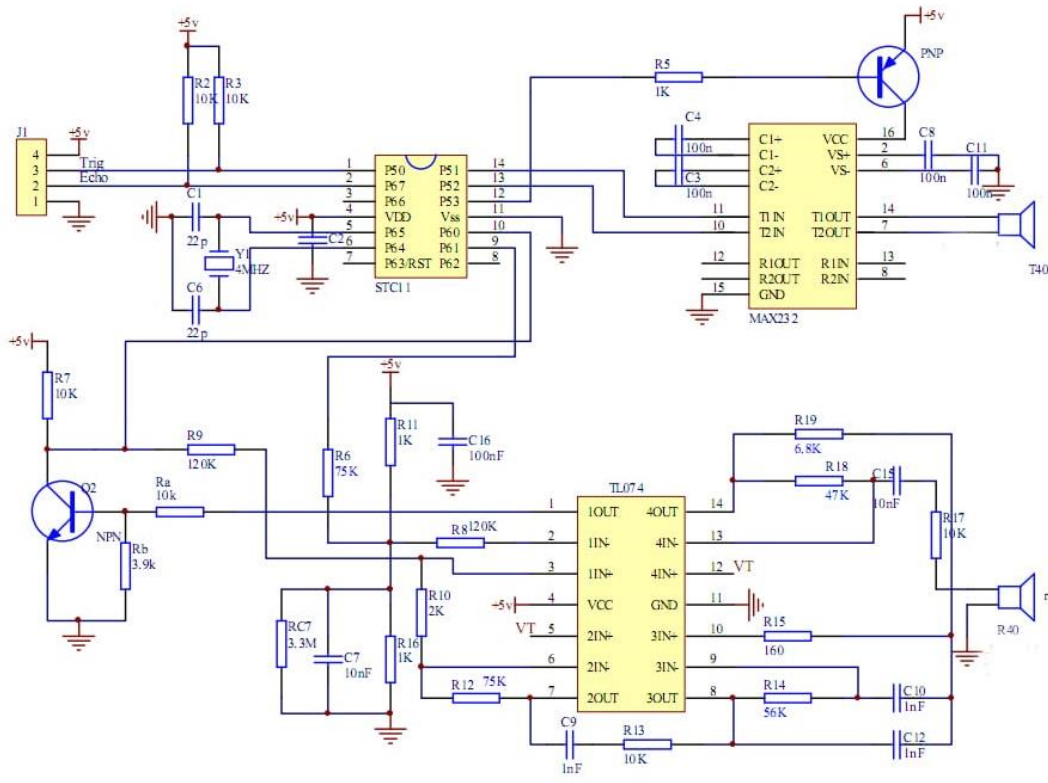 +5v
R2
10K
R3
10K
J1
+5v
4
3
2
1
Trig
Echo
C1
22p
Y1
4MHZ
C6
22p
+5v
C2
1
2
3
4
5
6
7
P50
P67
P66
VDD
P65
P64
P63/RST
P51
P52
P53
Vss
P60
P61
P62
14
13
12
11
10
9
8
STC11
R5
1K
+5v
PNP
C4
100n
C3
100n
C1+
C1-
C2+
C2-
T1IN
T2IN
R1OUT
R2OUT
GND
VCC
VS+
VS-
T1OUT
T2OUT
R1IN
R2IN
11
10
12
9
15
16
2
6
14
7
13
8
C8
100n
C11
100n
MAX232
T40
+5v
R7
10K
R9
120K
Q2
NPN
Ra
10k
Rb
3.9k
R6
75K
+5v
R11
1K
C16
100nF
R8
120K
R10
2K
RC7
3.3M
C7
10nF
R16
1K
R12
75K
C9
1nF
R13
10K
TL074
1
2
3
4
5
6
7
+5v
VT
1OUT
1IN-
1IN+
VCC
2IN+
2IN-
2OUT
4OUT
4IN-
4IN+
GND
3IN+
3IN-
3OUT
14
13
12
11
10
9
8
VT
R19
6.8K
R18
47K
C15
10nF
R17
10K
R15
160
R14
56K
C10
1nF
C12
1nF
R40